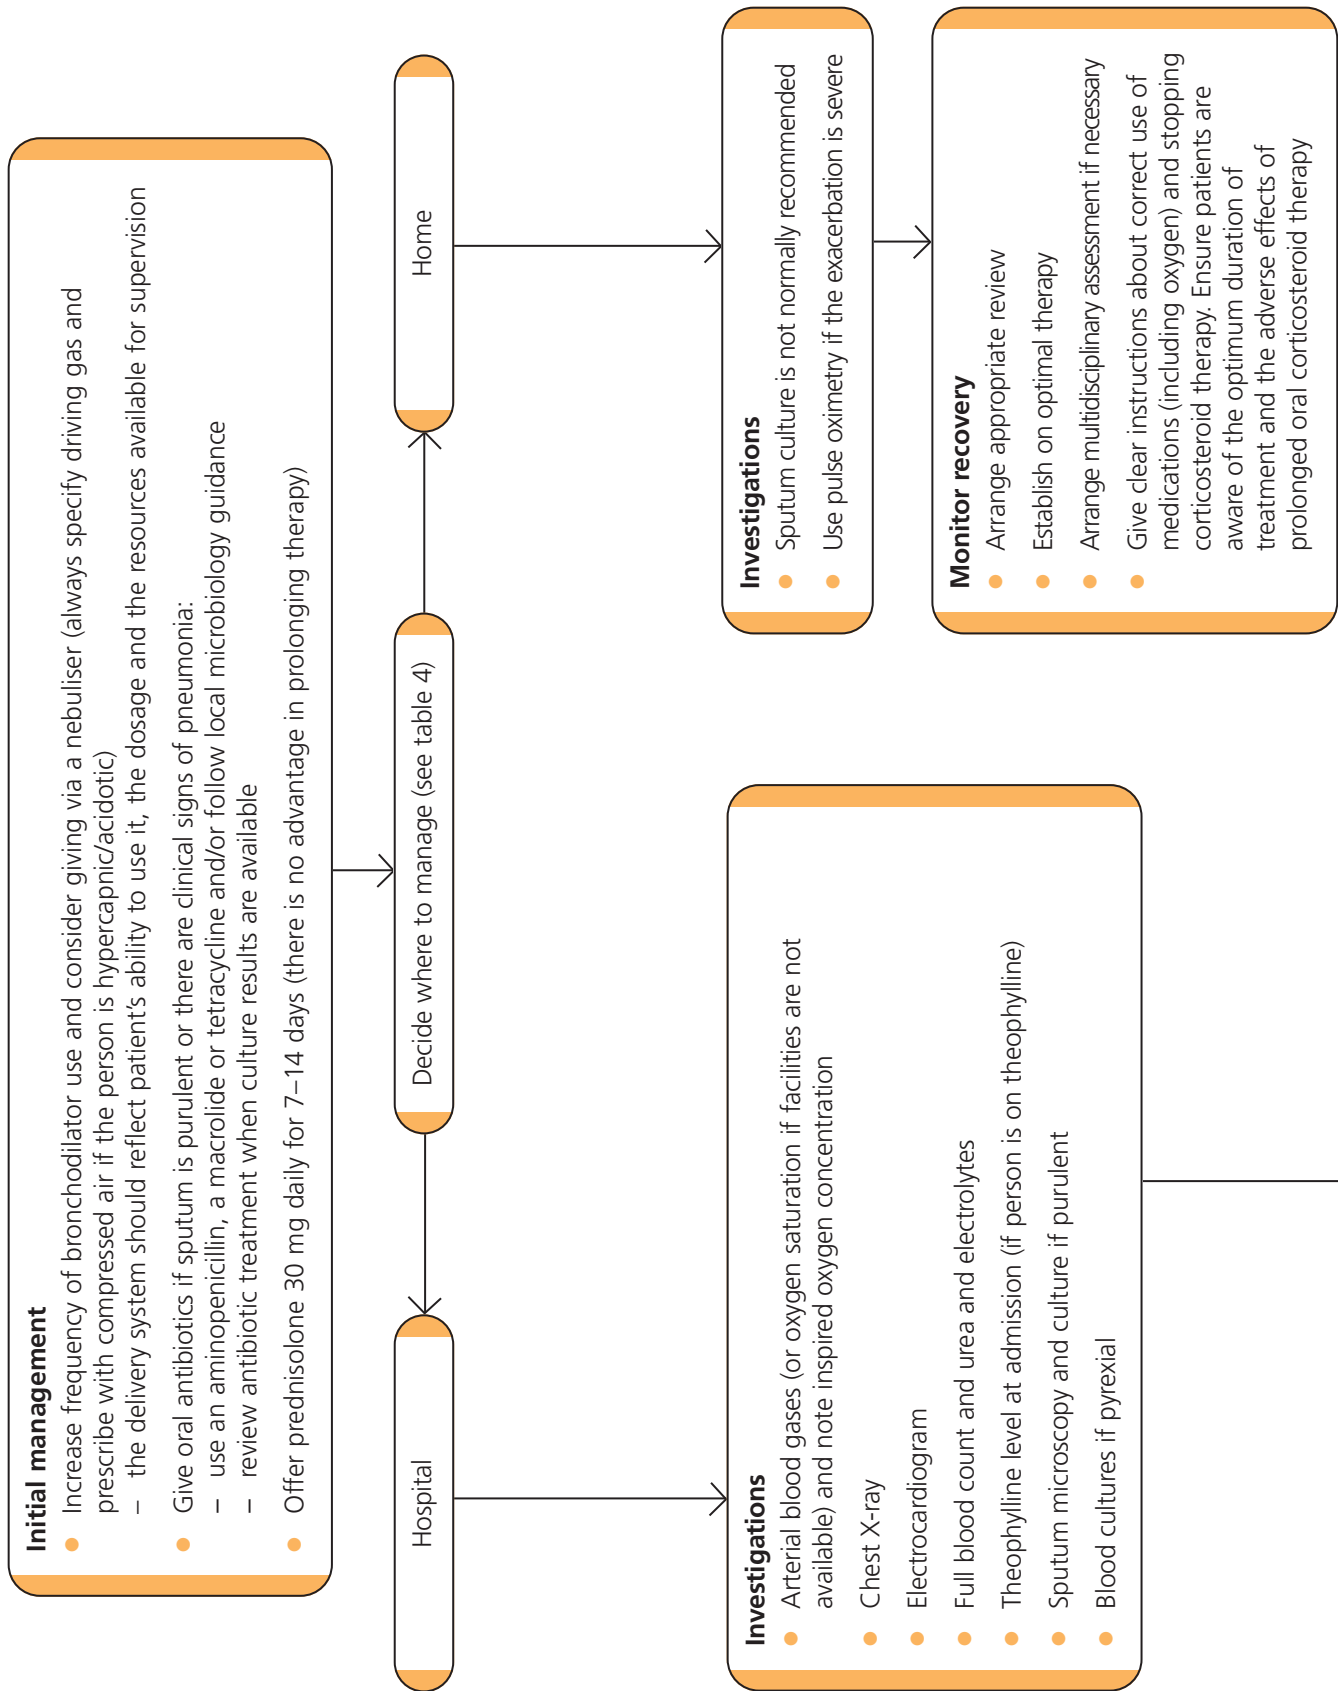 Initial management
● Increase frequency of bronchodilator use and consider giving via a nebuliser (always specify driving gas and
prescribe with compressed air if the person is hypercapnic/acidotic)
– the delivery system should reflect patient's ability to use it, the dosage and the resources available for supervision
● Give oral antibiotics if sputum is purulent or there are clinical signs of pneumonia:
– use an aminopenicillin, a macrolide or tetracycline and/or follow local microbiology guidance
– review antibiotic treatment when culture results are available
● Offer prednisolone 30 mg daily for 7–14 days (there is no advantage in prolonging therapy)
Hospital
Decide where to manage (see table 4)
Home
Investigations
● Arterial blood gases (or oxygen saturation if facilities are not
available) and note inspired oxygen concentration
● Chest X-ray
● Electrocardiogram
● Full blood count and urea and electrolytes
● Theophylline level at admission (if person is on theophylline)
● Sputum microscopy and culture if purulent
● Blood cultures if pyrexial
Investigations
● Sputum culture is not normally recommended
● Use pulse oximetry if the exacerbation is severe
Monitor recovery
● Arrange appropriate review
● Establish on optimal therapy
● Arrange multidisciplinary assessment if necessary
● Give clear instructions about correct use of
medications (including oxygen) and stopping
corticosteroid therapy. Ensure patients are
aware of the optimum duration of
treatment and the adverse effects of
prolonged oral corticosteroid therapy